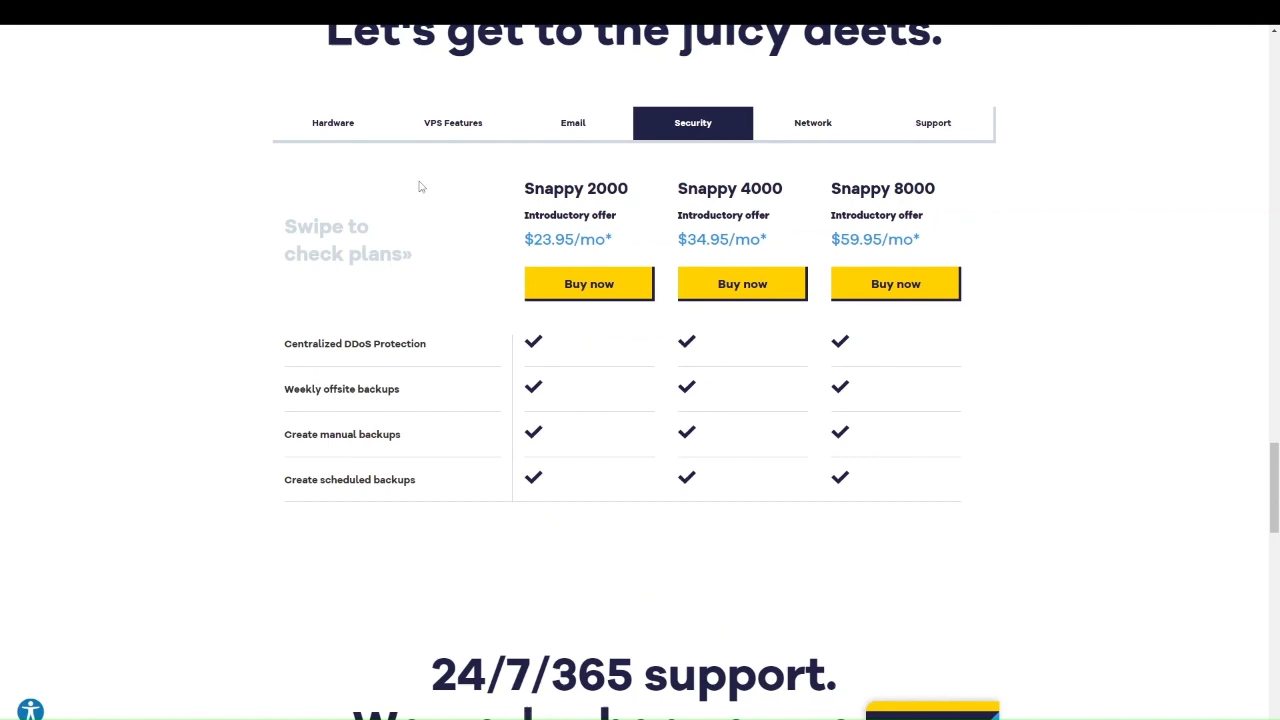 Let's get to the juicy deets.
Hardware VPS Features Email Security Network Support
Snappy 2000 Snappy 4000 Snappy 8000
Introductory offer Introductory offer Introductory offer
Swipe to
check plans»
$23.95/mo* $34.95/mo* $59.95/mo*
Buy now Buy now Buy now
Centralized DDoS Protection
Weekly offsite backups
Create manual backups
Create scheduled backups
24/7/365 support.